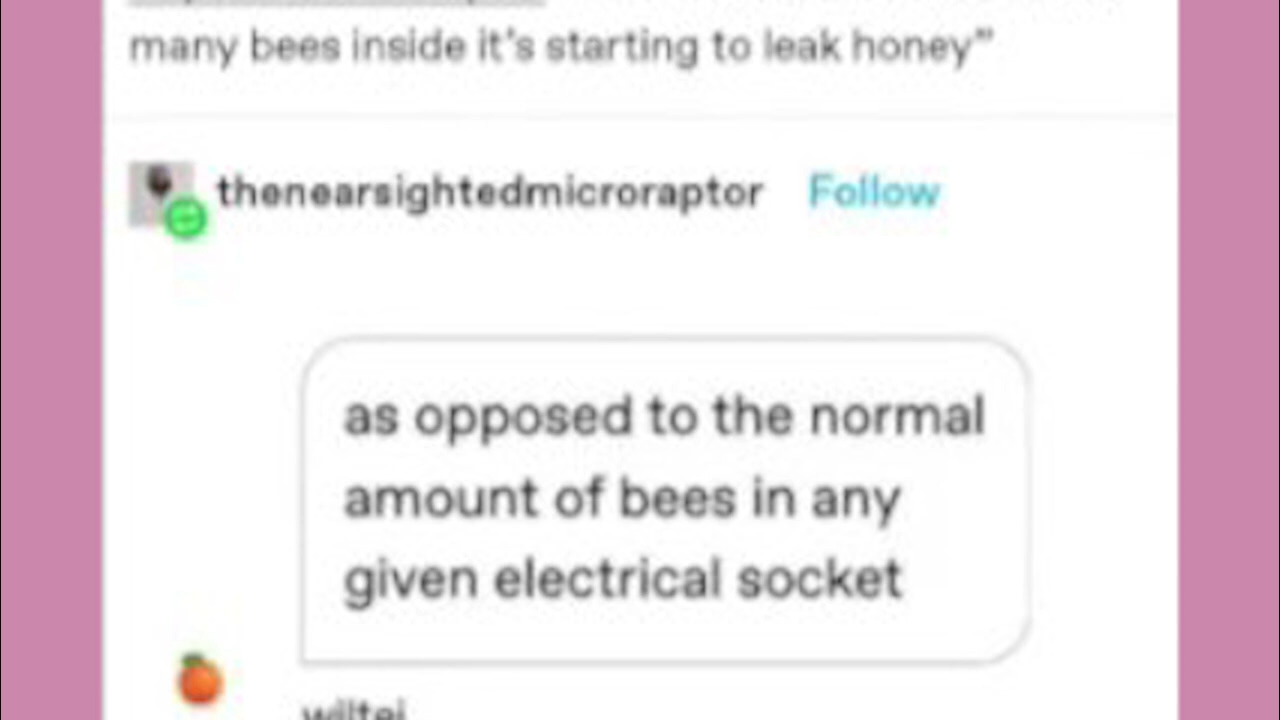 many bees inside it's starting to leak honey”
thenearsightedmicroraptor Follow
as opposed to the normal
amount of bees in any
given electrical socket